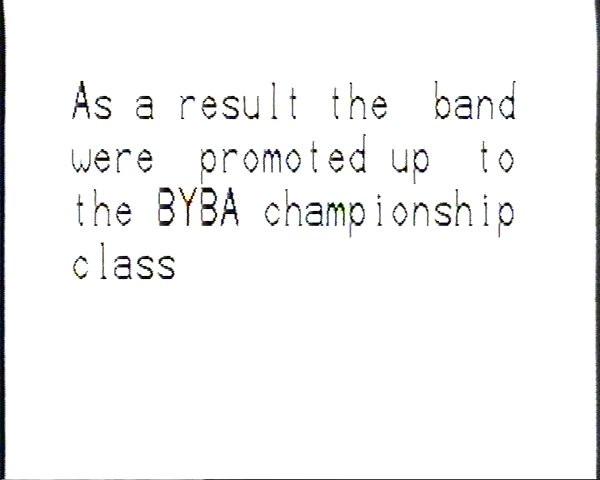 As a result the  band
were  promoted up  to
the BYBA championship
class